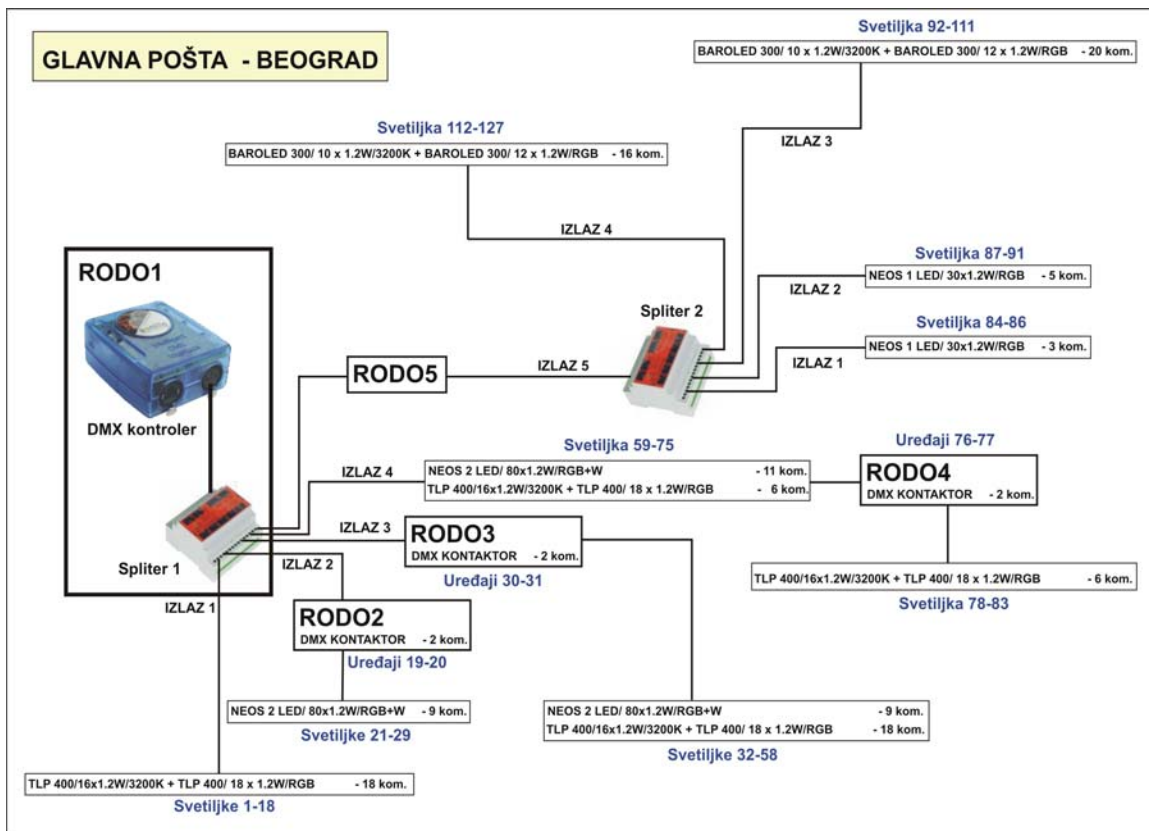 GLAVNA POŠTA - BEOGRAD
Svetiljka 92-111
BAROLED 300/ 10 x 1.2W/3200K + BAROLED 300/ 12 x 1.2W/RGB - 20 kom.
IZLAZ 3
Svetiljka 112-127
BAROLED 300/ 10 x 1.2W/3200K + BAROLED 300/ 12 x 1.2W/RGB - 16 kom.
IZLAZ 4
RODO1
DMX kontroler
Spliter 1
Svetiljka 87-91
NEOS 1 LED/ 30x1.2W/RGB - 5 kom.
IZLAZ 2
Spliter 2
Svetiljka 84-86
NEOS 1 LED/ 30x1.2W/RGB - 3 kom.
IZLAZ 1
RODO5
IZLAZ 5
Svetiljka 59-75
IZLAZ 4
NEOS 2 LED/ 80x1.2W/RGB+W - 11 kom.
TLP 400/16x1.2W/3200K + TLP 400/ 18 x 1.2W/RGB - 6 kom.
Uređaji 76-77
RODO4
DMX KONTAKTOR - 2 kom.
TLP 400/16x1.2W/3200K + TLP 400/ 18 x 1.2W/RGB - 6 kom.
Svetiljka 78-83
IZLAZ 3
RODO3
DMX KONTAKTOR - 2 kom.
Uređaji 30-31
IZLAZ 2
RODO2
DMX KONTAKTOR - 2 kom.
Uređaji 19-20
IZLAZ 1
NEOS 2 LED/ 80x1.2W/RGB+W - 9 kom.
Svetiljke 21-29
NEOS 2 LED/ 80x1.2W/RGB+W - 9 kom.
TLP 400/16x1.2W/3200K + TLP 400/ 18 x 1.2W/RGB - 18 kom.
Svetiljke 32-58
TLP 400/16x1.2W/3200K + TLP 400/ 18 x 1.2W/RGB - 18 kom.
Svetiljke 1-18